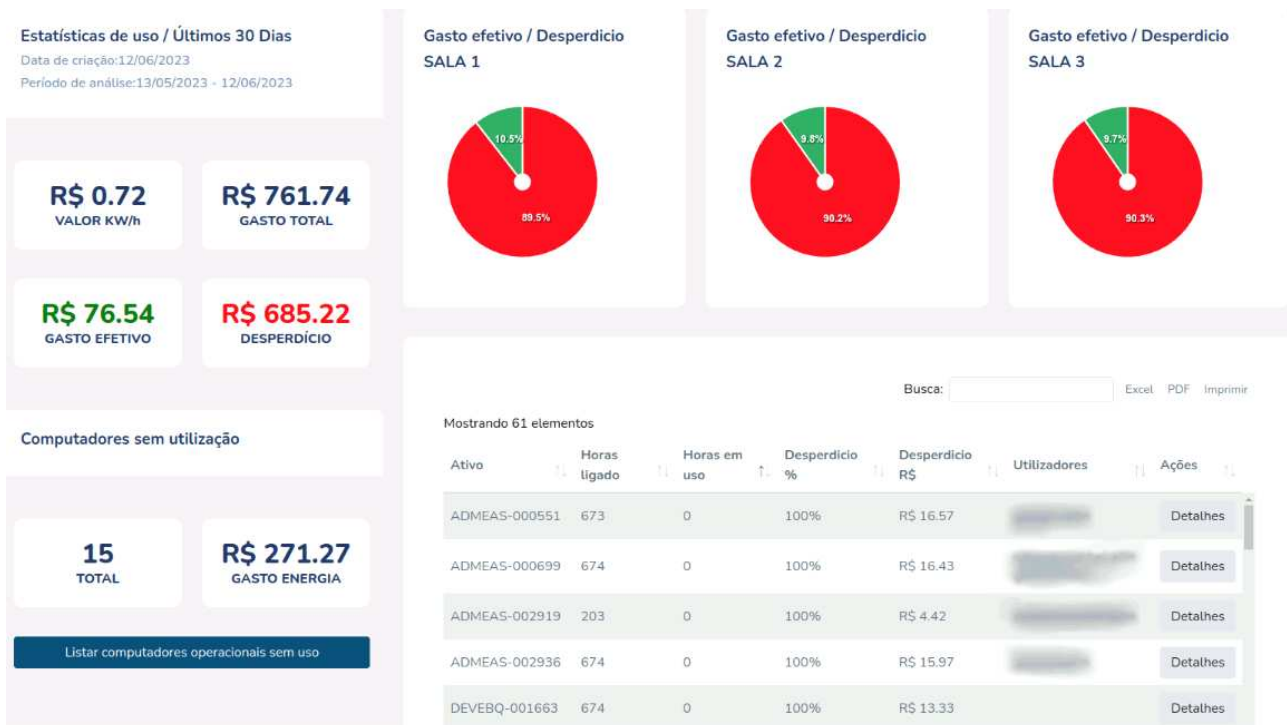 Estatísticas de uso / Últimos 30 Dias
Data de criação:12/06/2023
Período de análise:13/05/2023 - 12/06/2023
R$ 0.72
VALOR KW/h
R$ 761.74
GASTO TOTAL
R$ 76.54
GASTO EFETIVO
R$ 685.22
DESPERDÍCIO
Computadores sem utilização
15
TOTAL
R$ 271.27
GASTO ENERGIA
Listar computadores operacionais sem uso
Gasto efetivo / Desperdicio
SALA 1
10.5%
89.5%
Gasto efetivo / Desperdicio
SALA 2
9.8%
90.2%
Gasto efetivo / Desperdicio
SALA 3
9.7%
90.3%
Busca:
Excel PDF Imprimir
Mostrando 61 elementos
Ativo Horas ligado Horas em uso Desperdicio % Desperdicio R$ Utilizadores Ações
ADMEAS-000551 673 0 100% R$ 16.57 Detalhes
ADMEAS-000699 674 0 100% R$ 16.43 Detalhes
ADMEAS-002919 203 0 100% R$ 4.42 Detalhes
ADMEAS-002936 674 0 100% R$ 15.97 Detalhes
DEVEBQ-001663 674 0 100% R$ 13.33 Detalhes